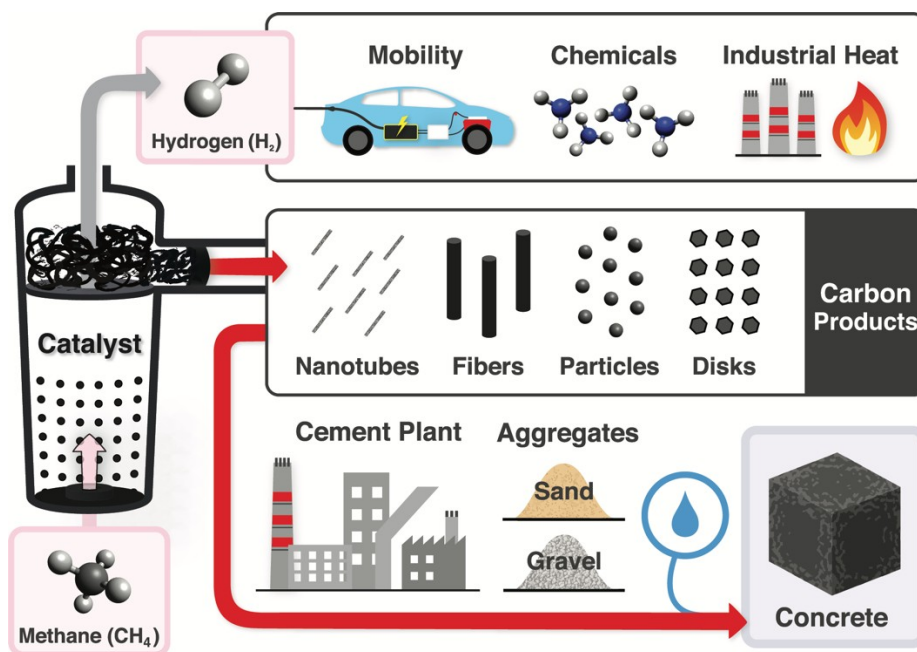 Mobility
Chemicals
Industrial Heat
Hydrogen (H₂)
Catalyst
Nanotubes
Fibers
Particles
Disks
Carbon
Products
Cement Plant
Aggregates
Sand
Gravel
Methane (CH₄)
Concrete